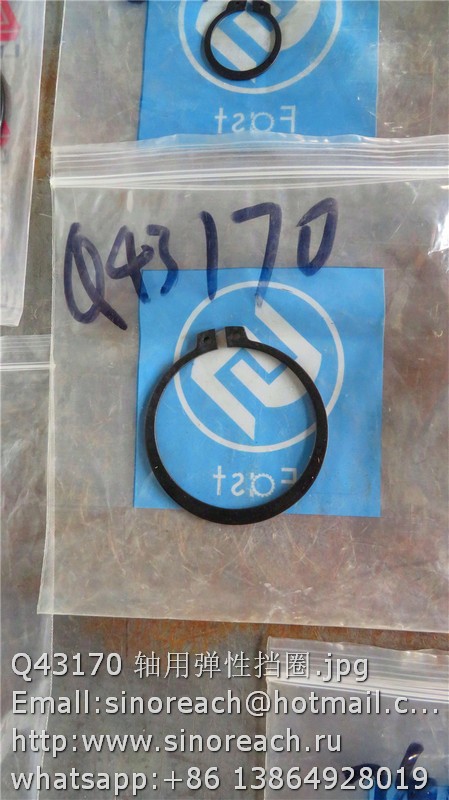 Fast
Q43170
Fast
Q43170 轴用弹性挡圈.jpg
Email:sinoreach@hotmail.c...
http:www.sinoreach.ru
whatsapp:+86 13864928019